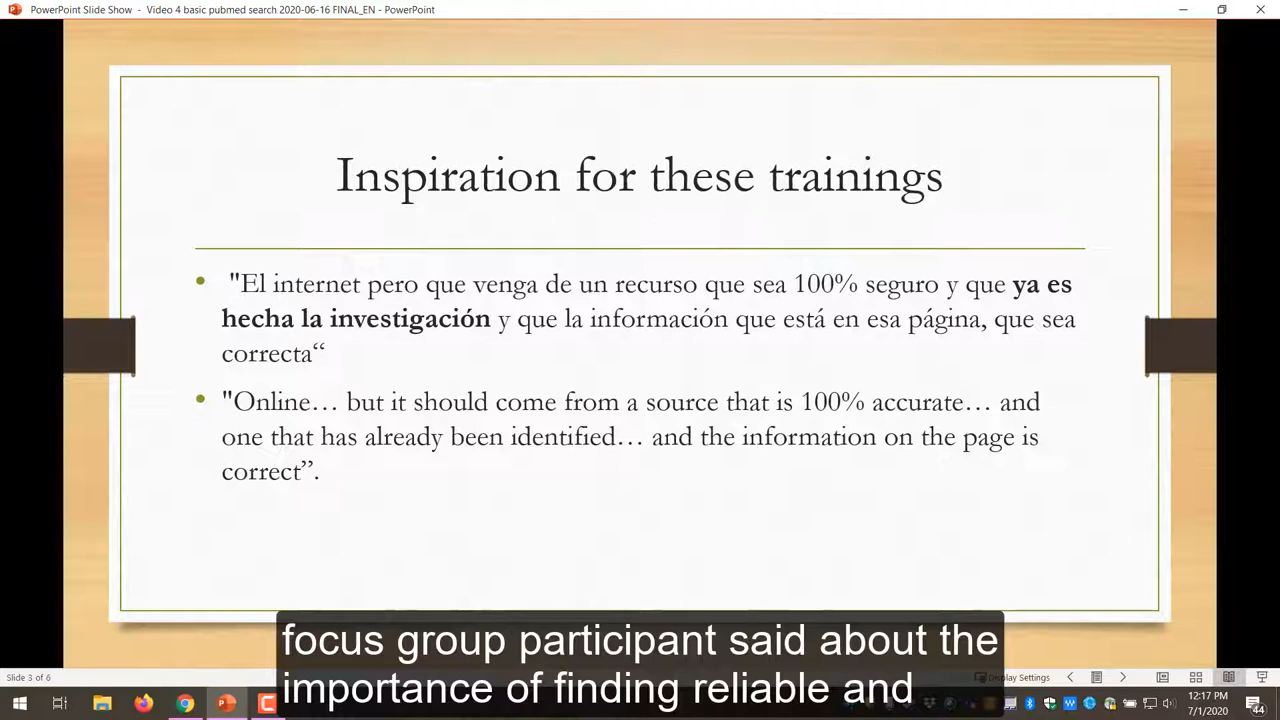 PowerPoint Slide Show - Video 4 basic pubmed search 2020-06-16 FINAL_EN - PowerPoint
Inspiration for these trainings
• "El internet pero que venga de un recurso que sea 100% seguro y que ya es
hecha la investigación y que la información que está en esa página, que sea
correcta“
• "Online… but it should come from a source that is 100% accurate… and
one that has already been identified… and the information on the page is
correct”.
focus group participant said about the
importance of finding reliable and
Slide 3 of 6
Display Settings
12:17 PM
7/1/2020
44